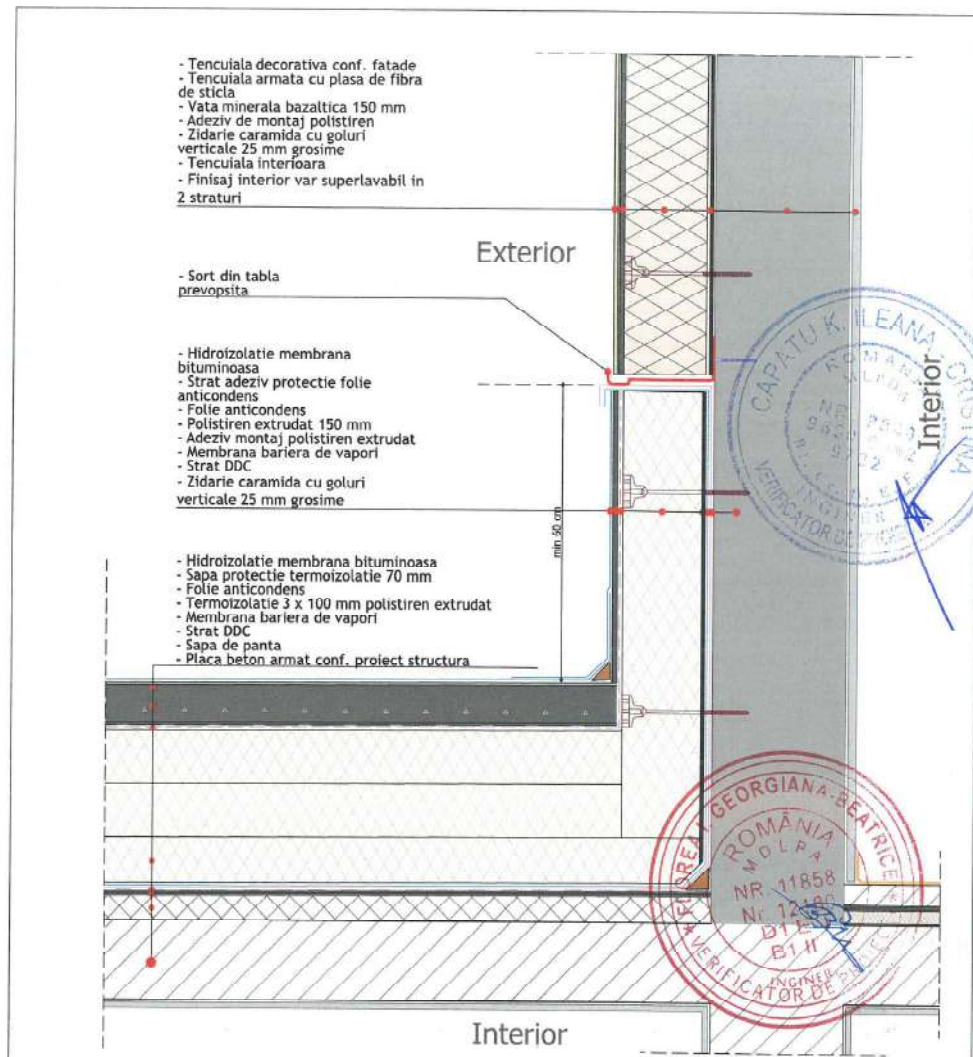 - Tencuiala decorativa conf. fatade
- Tencuiala armata cu plasa de fibra
de sticla
- Vata minerala bazaltica 150 mm
- Adeziv de montaj polistiren
- Zidarie caramida cu goluri
verticale 25 mm grosime
- Tencuiala interioara
- Finisaj interior var superlavabil in
2 straturi
Exterior
- Sort din tabla
prevopsita
- Hidroizolatie membrana
bituminoasa
- Strat adeziv protectie folie
anticondens
- Folie anticondens
- Polistiren extrudat 150 mm
- Adeziv montaj polistiren extrudat
- Membrana bariera de vapori
- Strat DDC
- Zidarie caramida cu goluri
verticale 25 mm grosime
min 50 cm
- Hidroizolatie membrana bituminoasa
- Sapa protectie termoizolatie 70 mm
- Folie anticondens
- Termoizolatie 3 x 100 mm polistiren extrudat
- Membrana bariera de vapori
- Strat DDC
- Sapa de panta
- Placa beton armat conf. proiect structura
Interior
CAPATU K. ILEANA CRISTINA
INGINER
VERIFICATOR
GEORGIANA-BEATRICE
ROMÂNIA
MDLPA
NR. 11858
Nr.
D1 E
B1 II
INGINER
VERIFICATOR DE
Interior